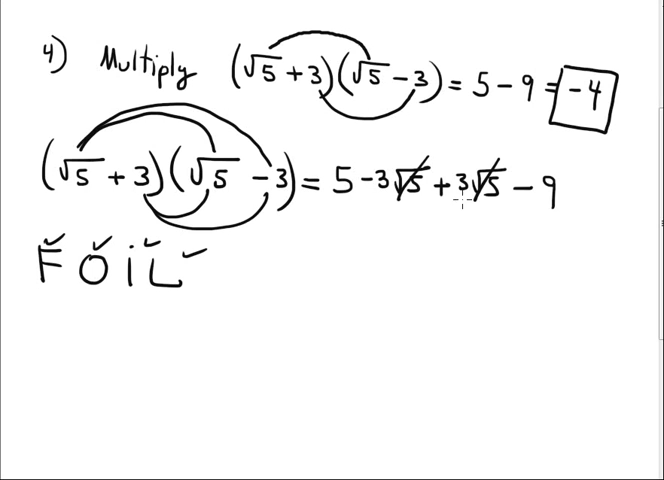 4) Multiply (√5 + 3)(√5 - 3) = 5 - 9 = -4
(√5 + 3)(√5 - 3) = 5 - 3√5 + 3√5 - 9
F O i L